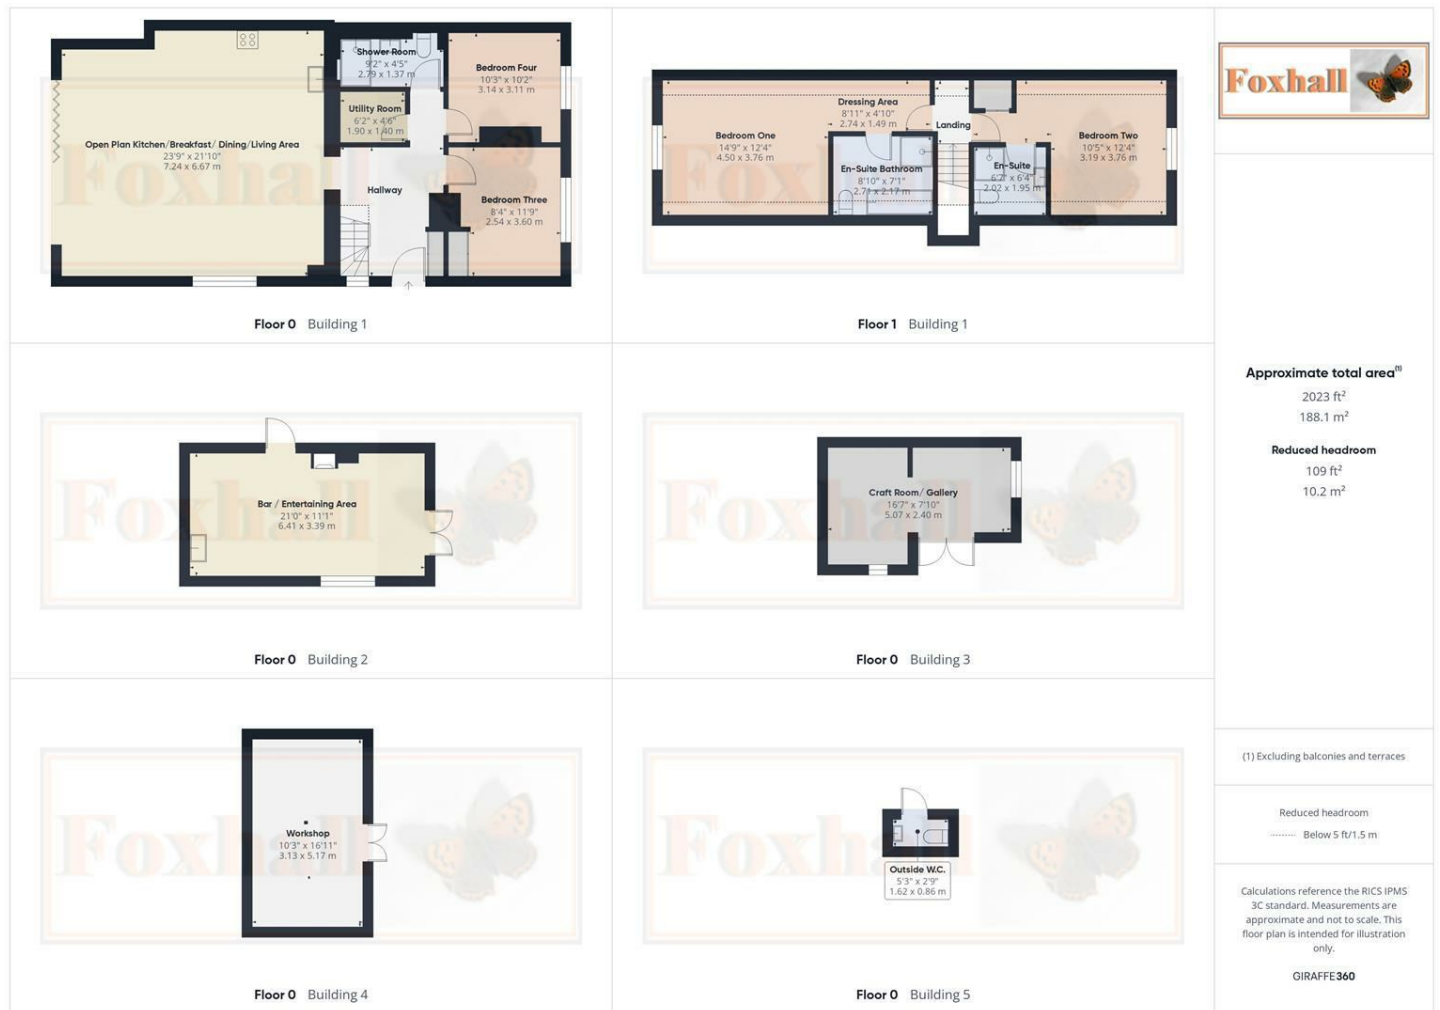 Shower Room
9'2" x 4'5"
2.79 x 1.37 m
Bedroom Four
10'3" x 10'2"
3.14 x 3.11 m
Utility Room
6'2" x 4'6"
1.90 x 1.40 m
Open Plan Kitchen/Breakfast/ Dining/Living Area
23'9" x 21'10"
7.24 x 6.67 m
Hallway
Bedroom Three
8'4" x 11'9"
2.54 x 3.60 m
Foxhall
Floor 0 Building 1
Dressing Area
8'11" x 4'10"
2.74 x 1.49 m
Landing
Bedroom One
14'9" x 12'4"
4.50 x 3.76 m
Bedroom Two
10'5" x 12'4"
3.19 x 3.76 m
En-Suite Bathroom
8'10" x 7'1"
2.71 x 2.17 m
En-Suite
6'7" x 6'4"
2.02 x 1.95 m
Foxhall
Floor 1 Building 1
Bar / Entertaining Area
21'0" x 11'1"
6.41 x 3.39 m
Foxhall
Floor 0 Building 2
Craft Room/ Gallery
16'7" x 7'10"
5.07 x 2.40 m
Foxhall
Floor 0 Building 3
Workshop
10'3" x 16'11"
3.13 x 5.17 m
Foxhall
Floor 0 Building 4
Outside W.C.
5'3" x 2'9"
1.62 x 0.86 m
Foxhall
Floor 0 Building 5
Foxhall
Approximate total area(1)
2023 ft²
188.1 m²
Reduced headroom
109 ft²
10.2 m²
(1) Excluding balconies and terraces
Reduced headroom
Below 5 ft/1.5 m
Calculations reference the RICS IPMS
3C standard. Measurements are
approximate and not to scale. This
floor plan is intended for illustration
only.
GIRAFFE360